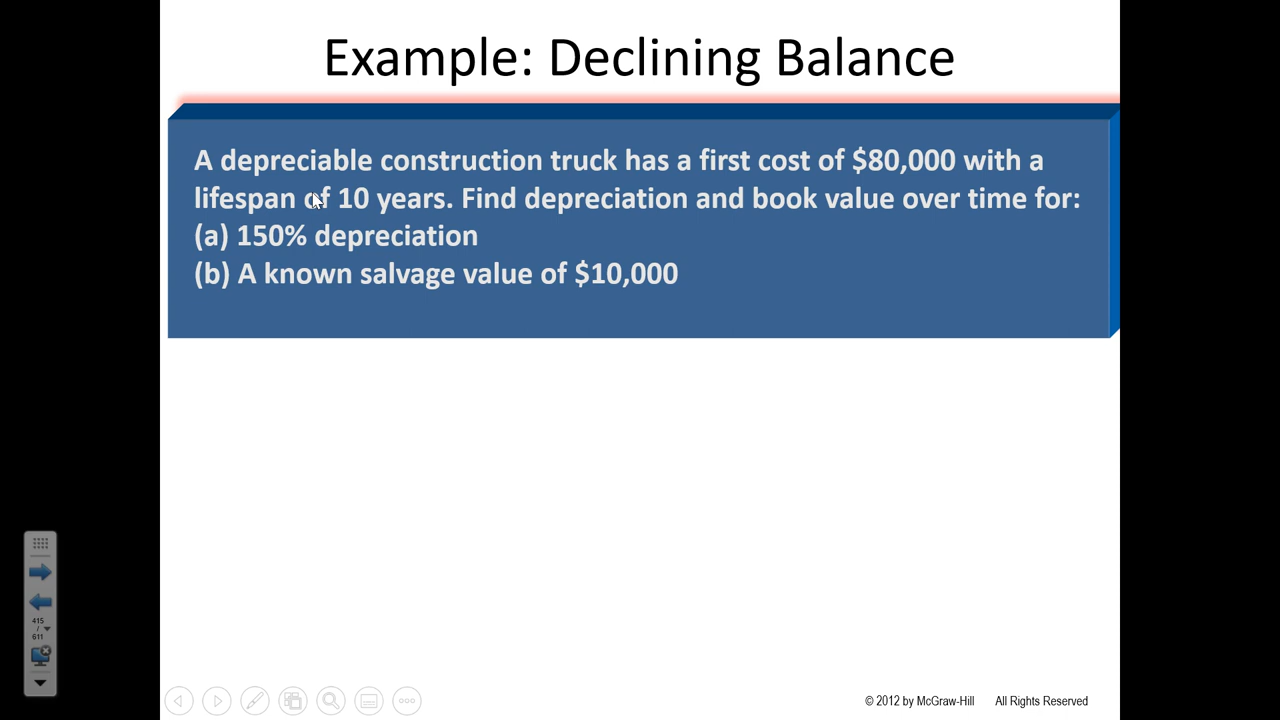 Example: Declining Balance
A depreciable construction truck has a first cost of $80,000 with a
lifespan of 10 years. Find depreciation and book value over time for:
(a) 150% depreciation
(b) A known salvage value of $10,000
415
/
611
© 2012 by McGraw-Hill All Rights Reserved